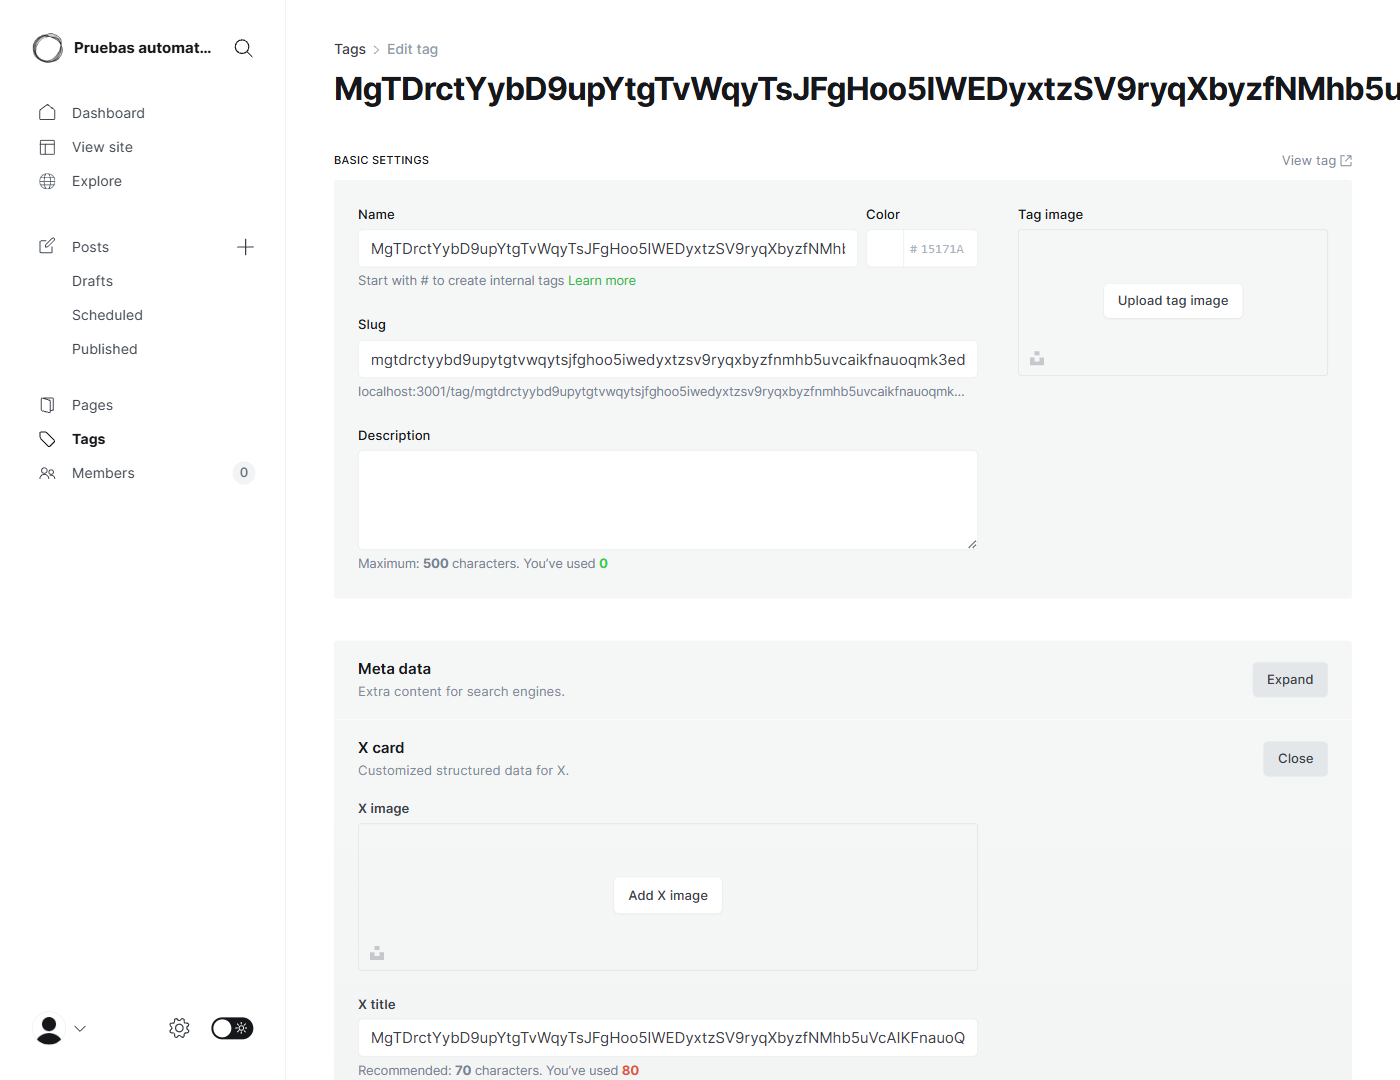 Pruebas automat...
Dashboard
View site
Explore
Posts
Drafts
Scheduled
Published
Pages
Tags
Members 0
Tags > Edit tag
MgTDrctYybD9upYtgTvWqyTsJFgHoo5IWEDyxtzSV9ryqXbyzfNMhb5u
BASIC SETTINGS
View tag
Name
MgTDrctYybD9upYtgTvWqyTsJFgHoo5IWEDyxtzSV9ryqXbyzfNMhb
Start with # to create internal tags Learn more
Color
# 15171A
Slug
mgtdrctyybd9upytgtvwqytsjfghoo5iwedyxtzsv9ryqxbyzfnmhb5uvcaikfnauoqmk3ed
localhost:3001/tag/mgtdrctyybd9upytgtvwqytsjfghoo5iwedyxtzsv9ryqxbyzfnmhb5uvcaikfnauoqmk...
Description
Maximum: 500 characters. You’ve used 0
Tag image
Upload tag image
Meta data
Extra content for search engines.
Expand
X card
Customized structured data for X.
Close
X image
Add X image
X title
MgTDrctYybD9upYtgTvWqyTsJFgHoo5IWEDyxtzSV9ryqXbyzfNMhb5uVcAIKFnauoQ
Recommended: 70 characters. You’ve used 80